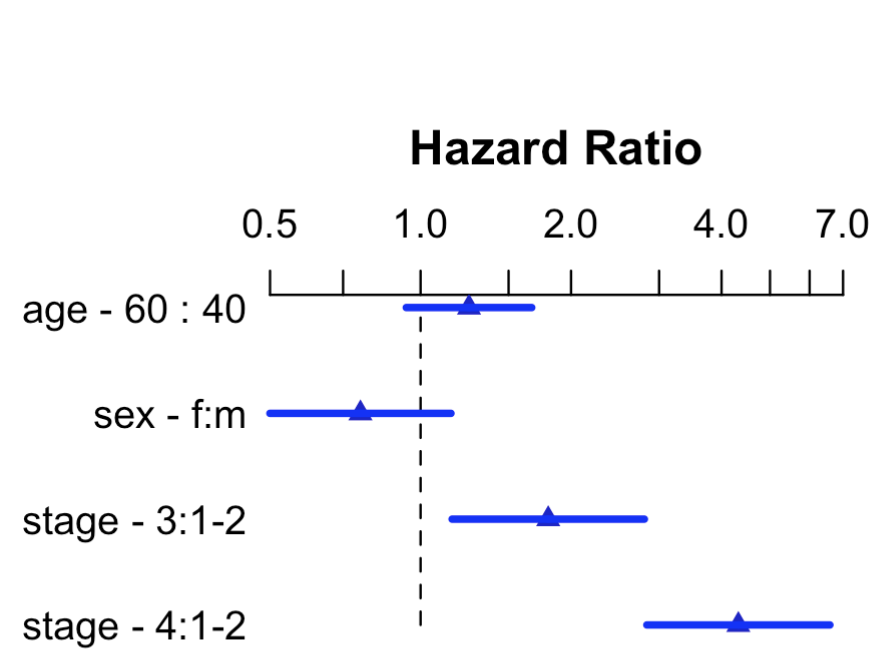 Hazard Ratio
0.5 1.0 2.0 4.0 7.0
age - 60 : 40
sex - f:m
stage - 3:1-2
stage - 4:1-2